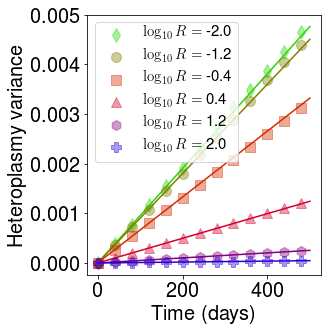 0.005
0.004
0.003
0.002
0.001
0.000
Heteroplasmy variance
log₁₀ R = -2.0
log₁₀ R = -1.2
log₁₀ R = -0.4
log₁₀ R = 0.4
log₁₀ R = 1.2
log₁₀ R = 2.0
0 200 400
Time (days)